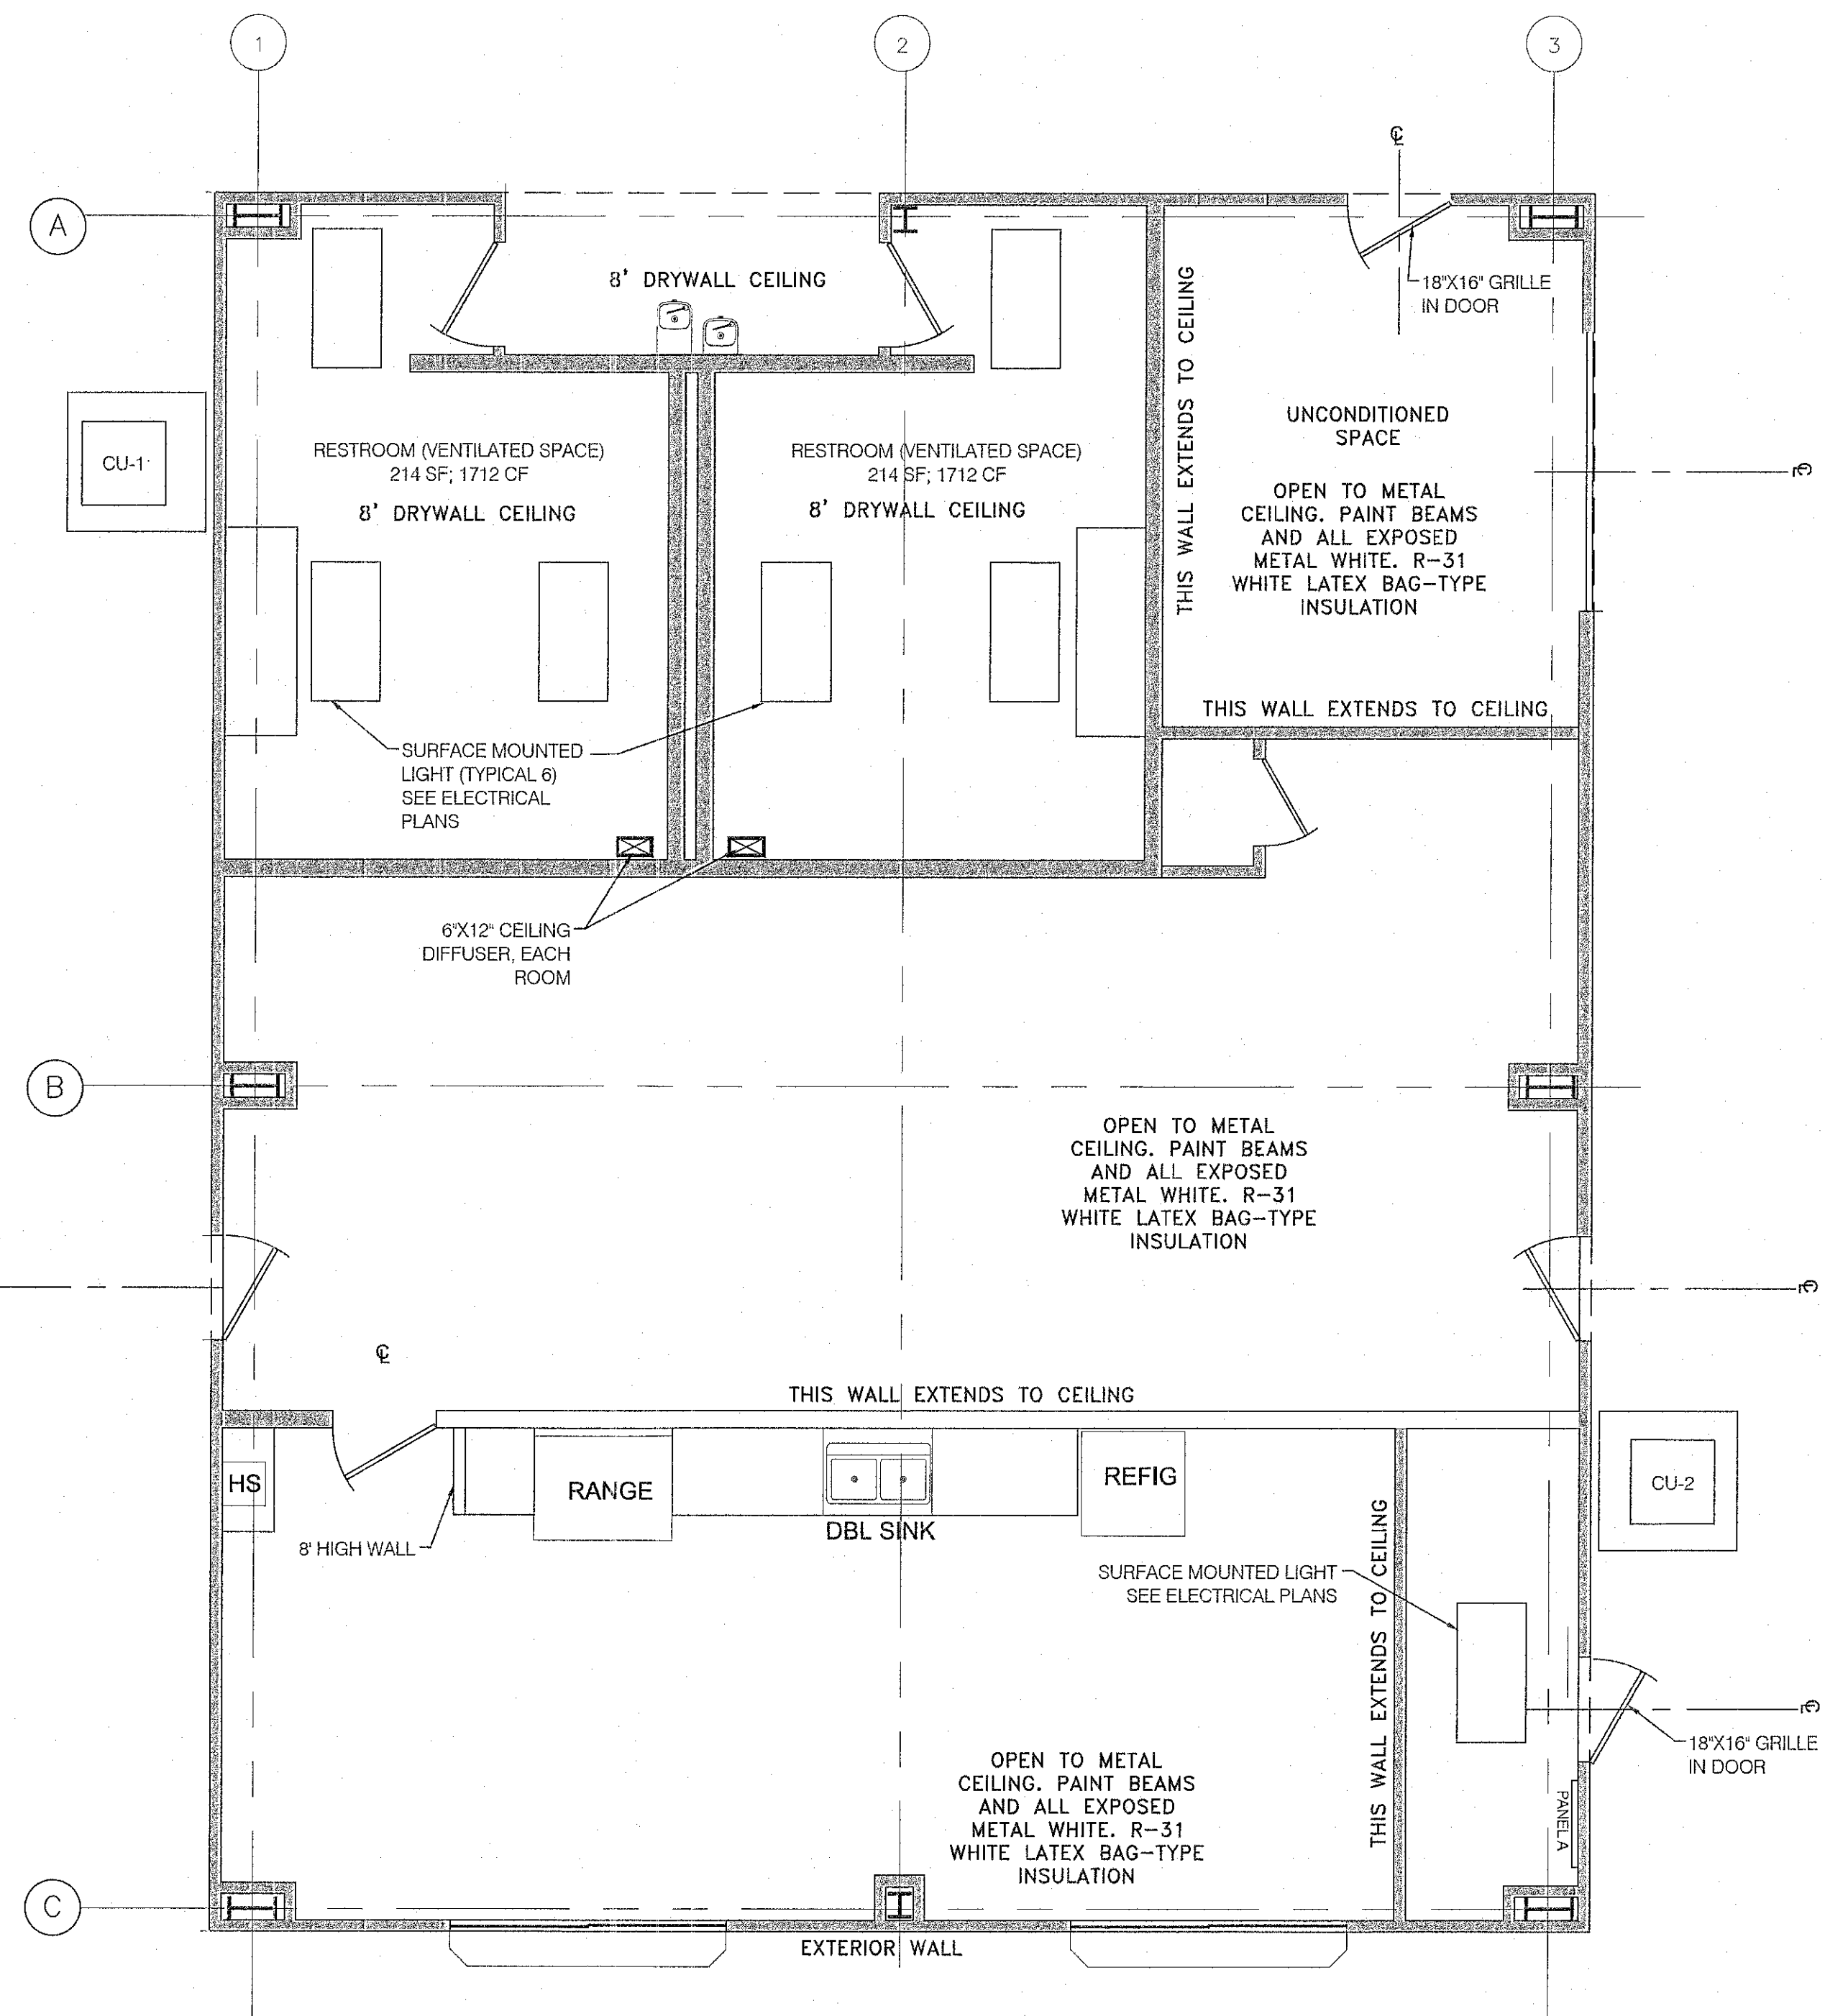 1
2
3
℄
A
8' DRYWALL CEILING
18"X16" GRILLE
IN DOOR
THIS WALL EXTENDS TO CEILING
CU-1
RESTROOM (VENTILATED SPACE)
214 SF; 1712 CF
8' DRYWALL CEILING
RESTROOM (VENTILATED SPACE)
214 SF; 1712 CF
8' DRYWALL CEILING
UNCONDITIONED
SPACE
℄
OPEN TO METAL
CEILING. PAINT BEAMS
AND ALL EXPOSED
METAL WHITE. R-31
WHITE LATEX BAG-TYPE
INSULATION
THIS WALL EXTENDS TO CEILING
SURFACE MOUNTED
LIGHT (TYPICAL 6)
SEE ELECTRICAL
PLANS
6"X12" CEILING
DIFFUSER, EACH
ROOM
B
OPEN TO METAL
CEILING. PAINT BEAMS
AND ALL EXPOSED
METAL WHITE. R-31
WHITE LATEX BAG-TYPE
INSULATION
℄
℄
THIS WALL EXTENDS TO CEILING
HS
RANGE
DBL SINK
REFIG
CU-2
8' HIGH WALL
SURFACE MOUNTED LIGHT
SEE ELECTRICAL PLANS
THIS WALL EXTENDS TO CEILING
℄
18"X16" GRILLE
IN DOOR
OPEN TO METAL
CEILING. PAINT BEAMS
AND ALL EXPOSED
METAL WHITE. R-31
WHITE LATEX BAG-TYPE
INSULATION
PANEL A
C
EXTERIOR WALL